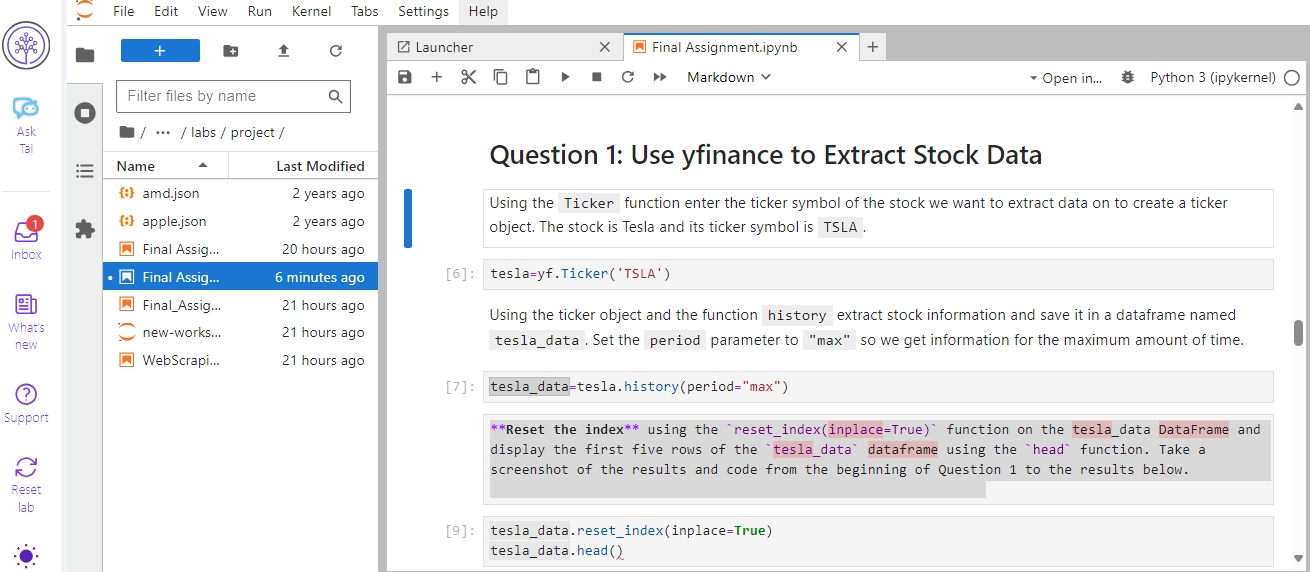 File Edit View Run Kernel Tabs Settings Help
Ask
Tai
1
Inbox
What's
new
Support
Reset
lab
+
Filter files by name
/ ··· / labs / project /
Name Last Modified
amd.json 2 years ago
apple.json 2 years ago
Final Assig... 20 hours ago
Final Assig... 6 minutes ago
Final_Assig... 21 hours ago
new-works... 21 hours ago
WebScrapi... 21 hours ago
Launcher Final Assignment.ipynb
Markdown Open in... Python 3 (ipykernel)
Question 1: Use yfinance to Extract Stock Data
Using the Ticker function enter the ticker symbol of the stock we want to extract data on to create a ticker
object. The stock is Tesla and its ticker symbol is TSLA .
[6]: tesla=yf.Ticker('TSLA')
Using the ticker object and the function history extract stock information and save it in a dataframe named
tesla_data . Set the period parameter to "max" so we get information for the maximum amount of time.
[7]: tesla_data=tesla.history(period="max")
**Reset the index** using the `reset_index(inplace=True)` function on the tesla_data DataFrame and
display the first five rows of the `tesla_data` dataframe using the `head` function. Take a
screenshot of the results and code from the beginning of Question 1 to the results below.
[9]: tesla_data.reset_index(inplace=True)
tesla_data.head()